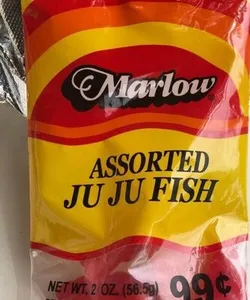 Marlow
ASSORTED
JU JU FISH
NET WT. 2 OZ. (56.5g) 99¢